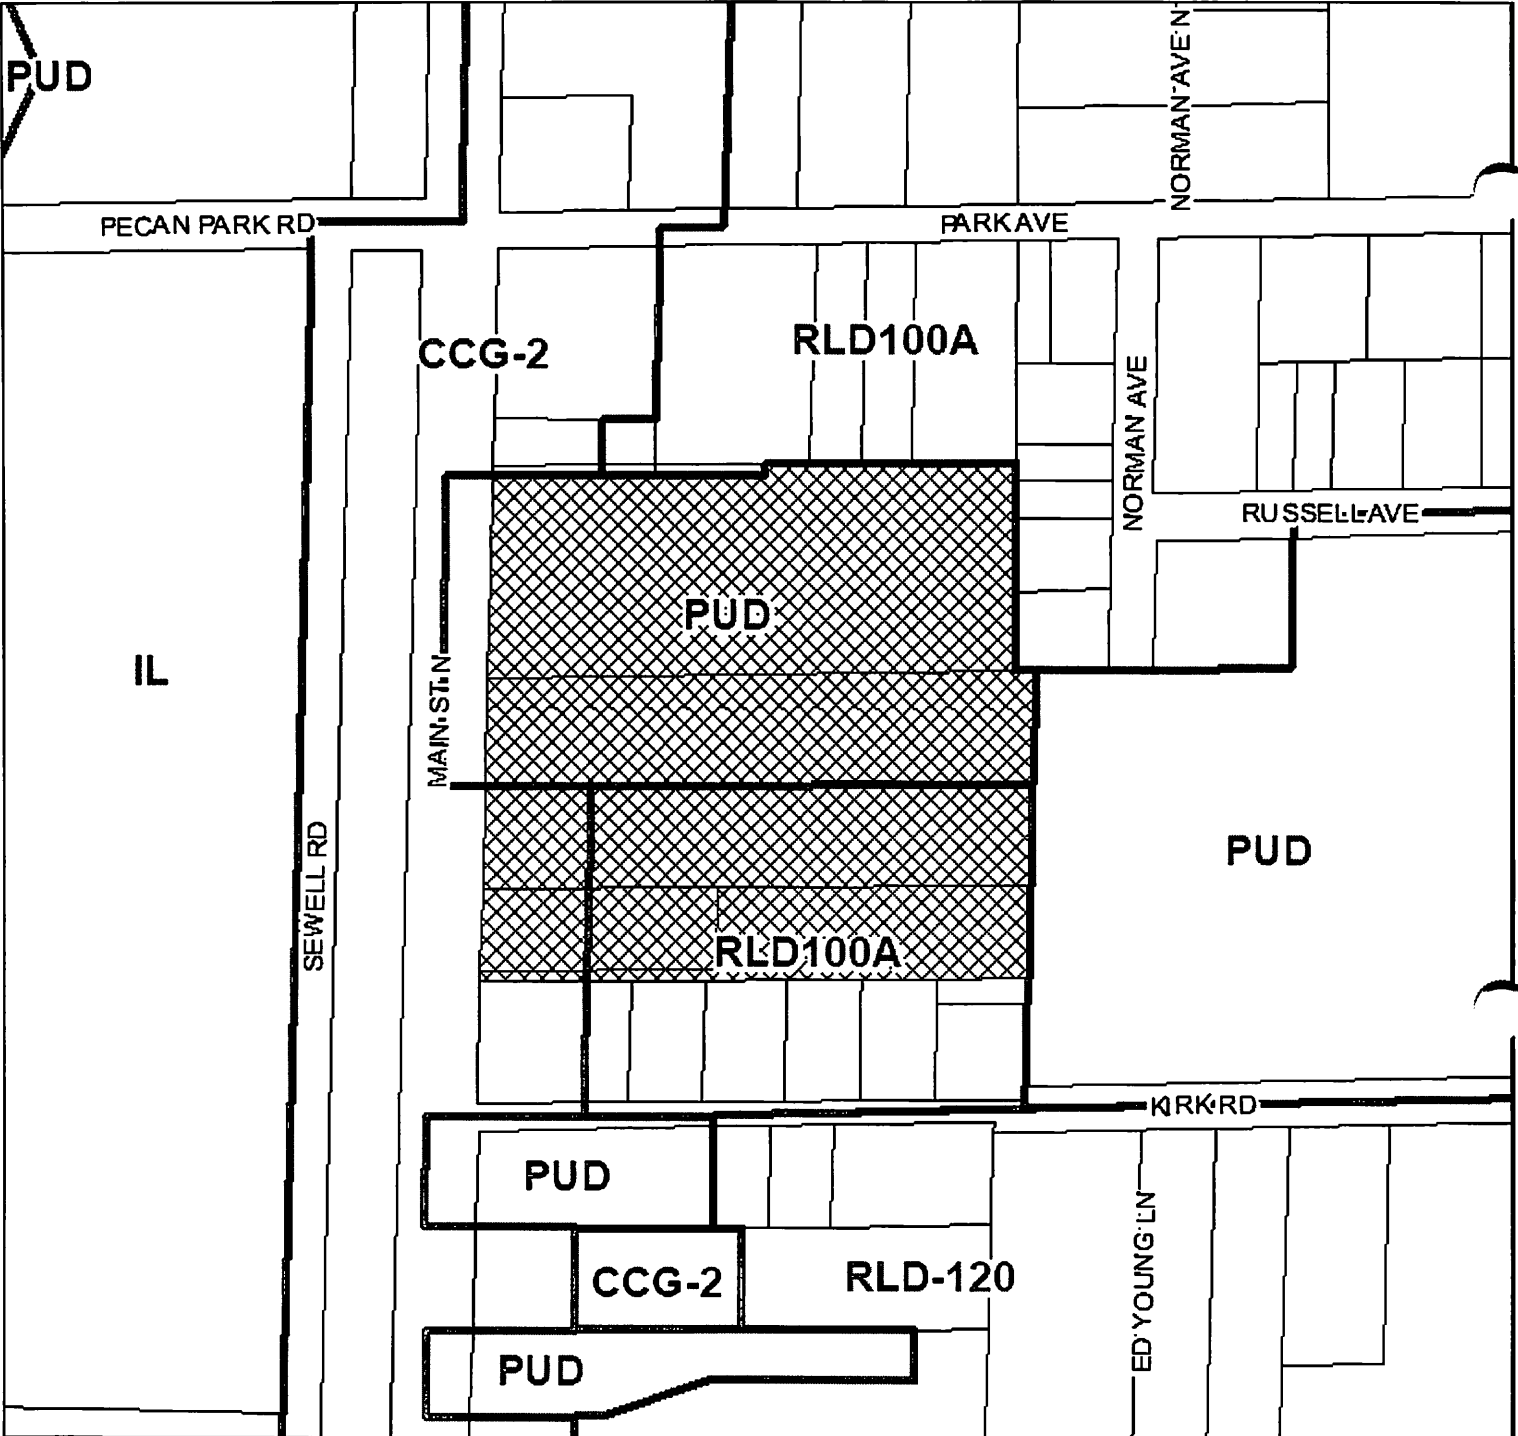 PUD
NORMAN AVE N
PECAN PARK RD
PARK AVE
CCG-2
RLD100A
NORMAN AVE
RUSSELL AVE
PUD
IL
MAIN ST N
PUD
SEWELL RD
RLD100A
KIRK RD
PUD
ED YOUNG LN
CCG-2
RLD-120
PUD